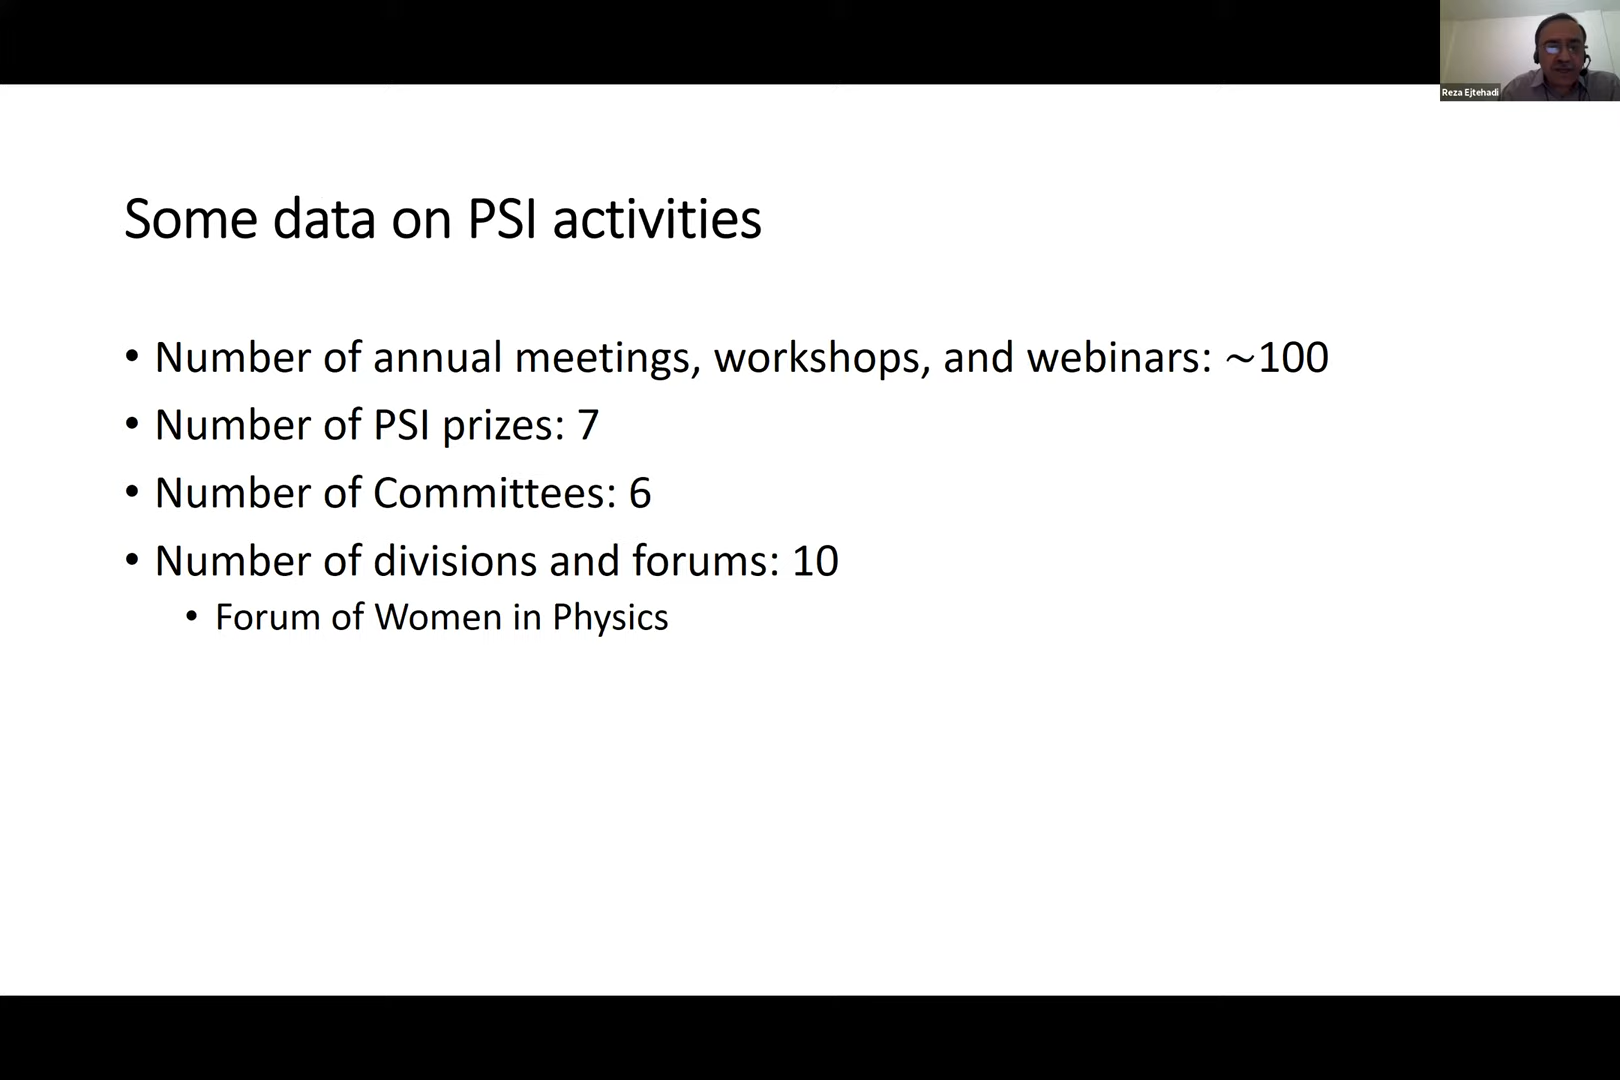 Reza Ejtehadi
Some data on PSI activities
• Number of annual meetings, workshops, and webinars: ~100
• Number of PSI prizes: 7
• Number of Committees: 6
• Number of divisions and forums: 10
• Forum of Women in Physics